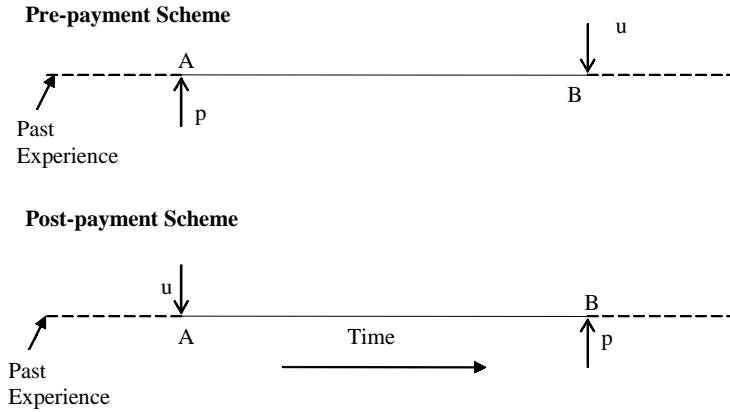 Pre-payment Scheme
u
A
B
p
Past
Experience
Post-payment Scheme
u
B
A
Time
p
Past
Experience